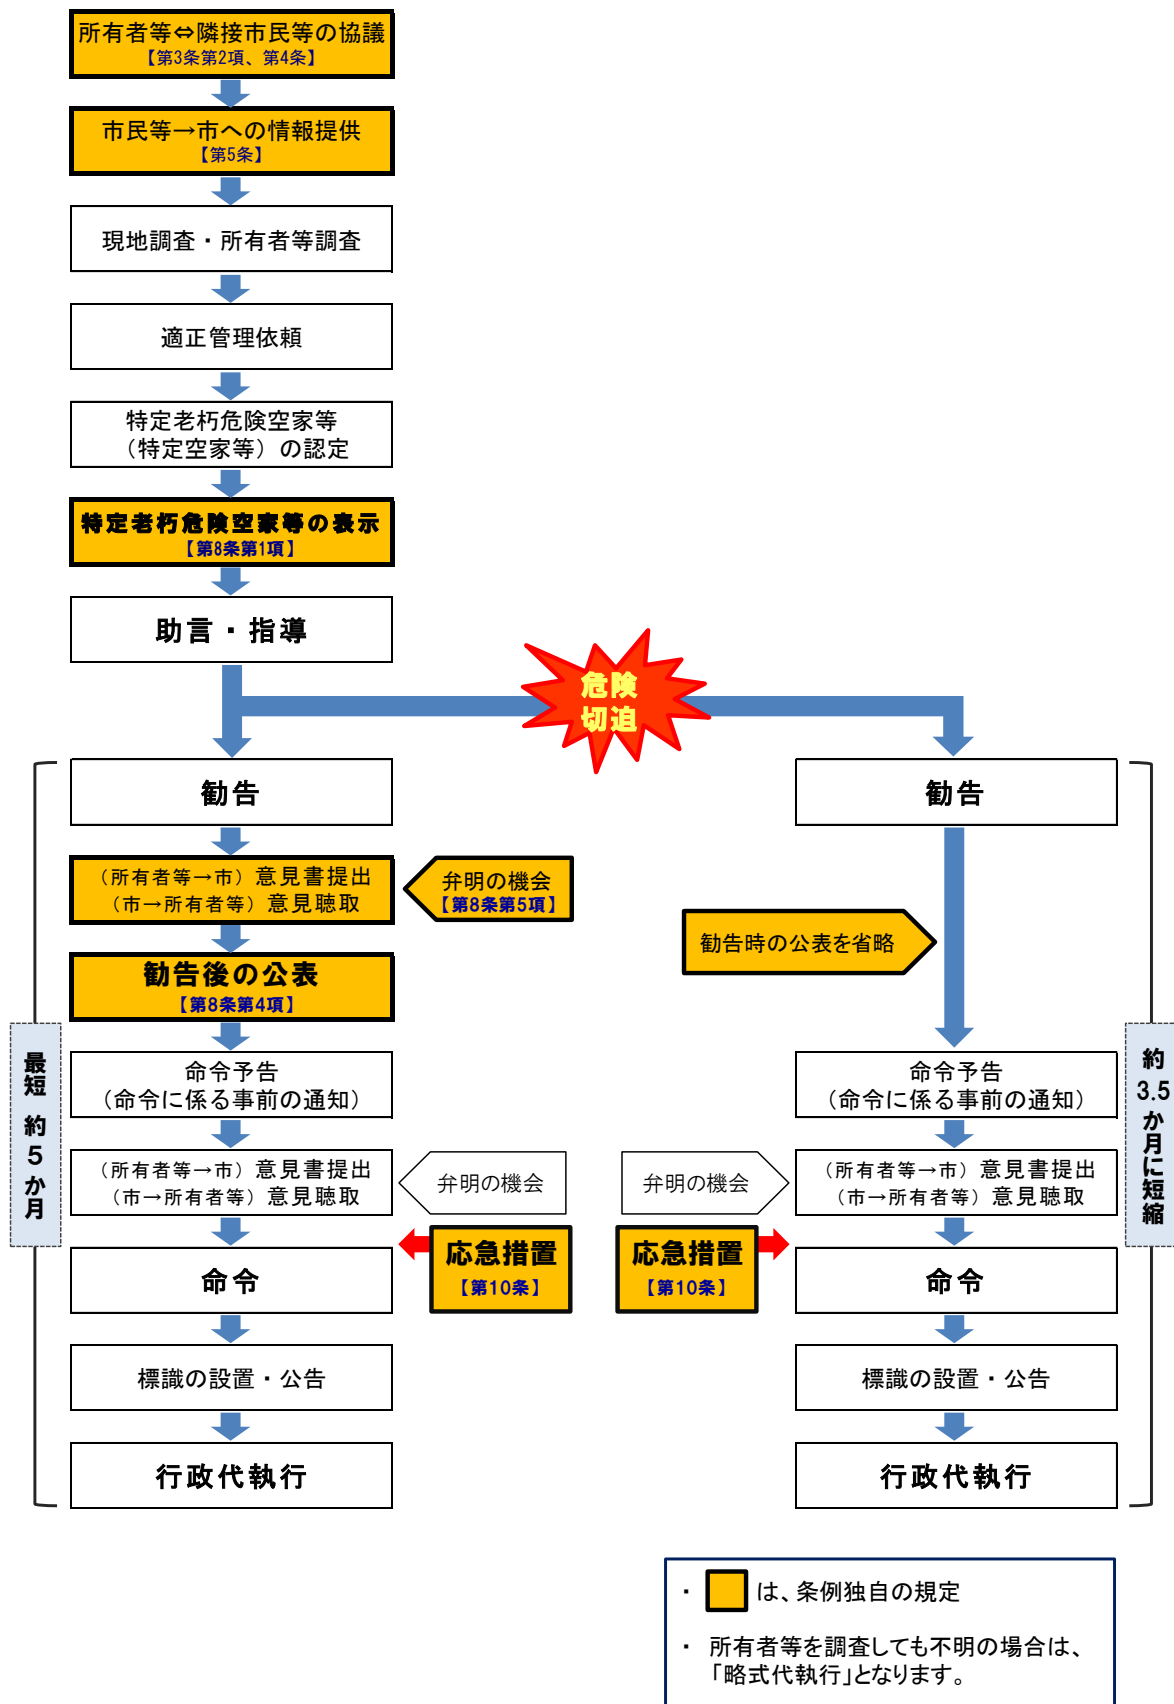 所有者等⇔隣接市民等の協議
【第3条第2項、第4条】
市民等→市への情報提供
【第5条】
現地調査・所有者等調査
適正管理依頼
特定老朽危険空家等
（特定空家等）の認定
特定老朽危険空家等の表示
【第8条第1項】
助言・指導
危険
切迫
勧告
（所有者等→市）意見書提出
（市→所有者等）意見聴取
弁明の機会
【第8条第5項】
勧告後の公表
【第8条第4項】
命令予告
（命令に係る事前の通知）
（所有者等→市）意見書提出
（市→所有者等）意見聴取
弁明の機会
応急措置
【第10条】
命令
標識の設置・公告
行政代執行
最短 約5か月
勧告
勧告時の公表を省略
命令予告
（命令に係る事前の通知）
弁明の機会
（所有者等→市）意見書提出
（市→所有者等）意見聴取
応急措置
【第10条】
命令
標識の設置・公告
行政代執行
約3.5か月に短縮
・ は、条例独自の規定
・ 所有者等を調査しても不明の場合は、
「略式代執行」となります。